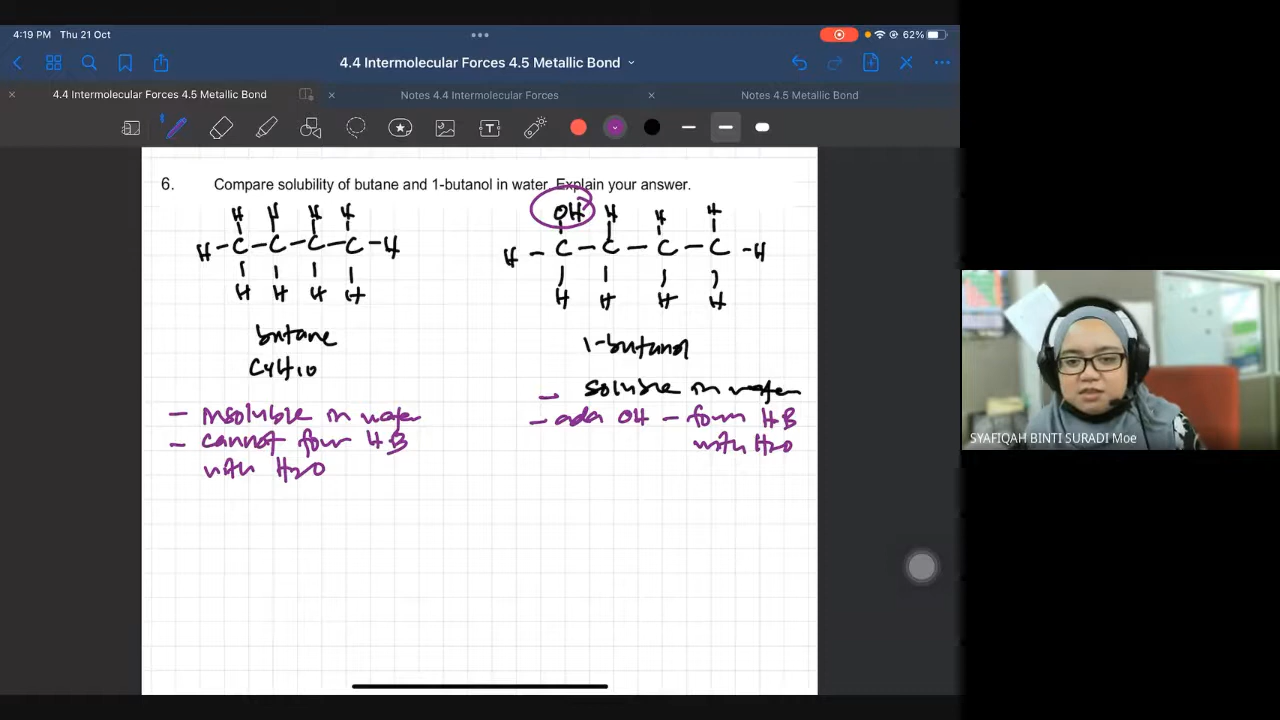 4:19 PM Thu 21 Oct
62%
4.4 Intermolecular Forces 4.5 Metallic Bond
4.4 Intermolecular Forces 4.5 Metallic Bond
Notes 4.4 Intermolecular Forces
Notes 4.5 Metallic Bond
6. Compare solubility of butane and 1-butanol in water. Explain your answer.
H H H H
H - C - C - C - C - H
H H H H
butane
C4H10
- insoluble in water
- cannot form HB
with H2O
OH H H H
H - C - C - C - C - H
H H H H
1-butanol
- soluble in water
- ada OH - form HB
with H2O
SYAFIQAH BINTI SURADI Moe